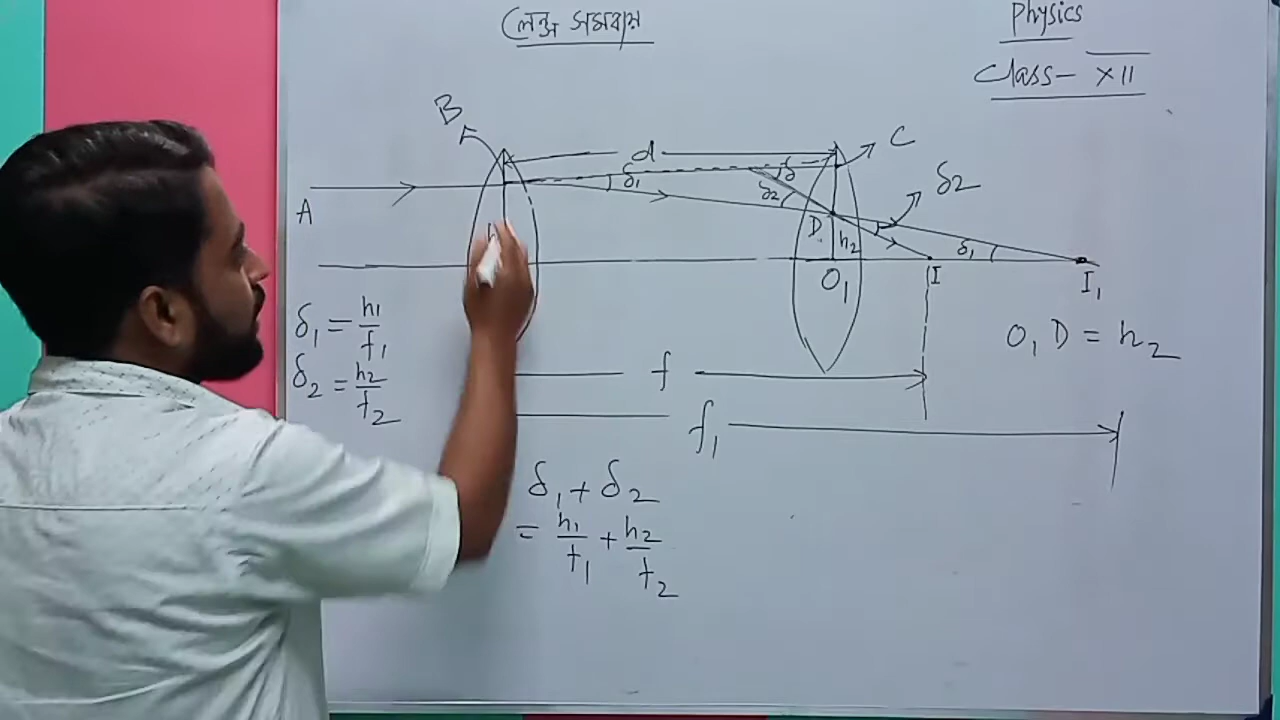 লেন্স সমবায়
Physics
Class- XII
B
d
C
δ₁
δ
δ₂
δ2
A
D
h₂
δ₁
O₁
I
I₁
δ₁ = h₁/f₁
δ₂ = h₂/f₂
O₁D = h₂
f
f₁
δ₁ + δ₂
= h₁/f₁ + h₂/f₂